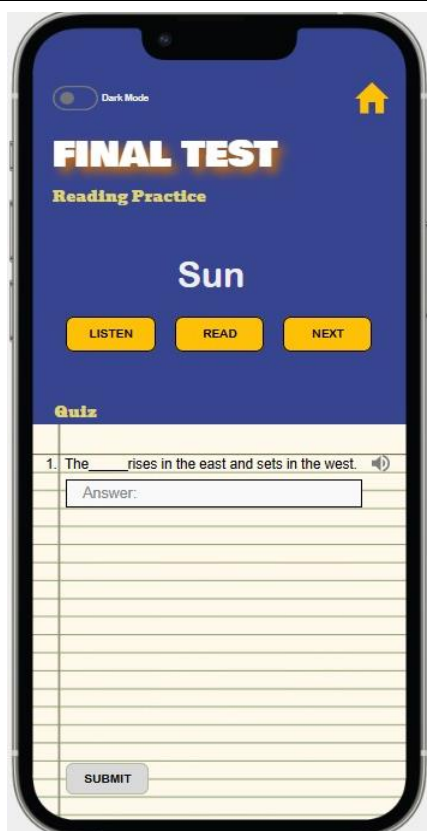 Dark Mode
FINAL TEST
Reading Practice
Sun
LISTEN READ NEXT
Quiz
1. The_____rises in the east and sets in the west.
Answer:
SUBMIT